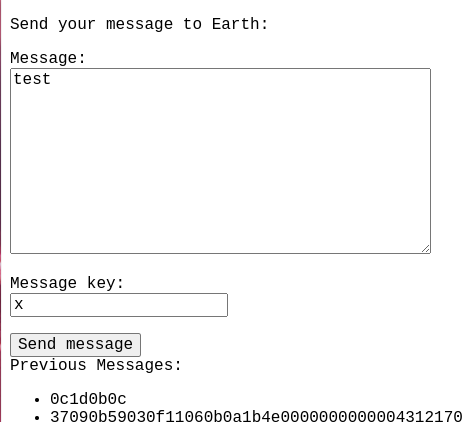 Send your message to Earth:
Message:
test
Message key:
x
Send message
Previous Messages:
0c1d0b0c
37090b59030f11060b0a1b4e0000000000004312170